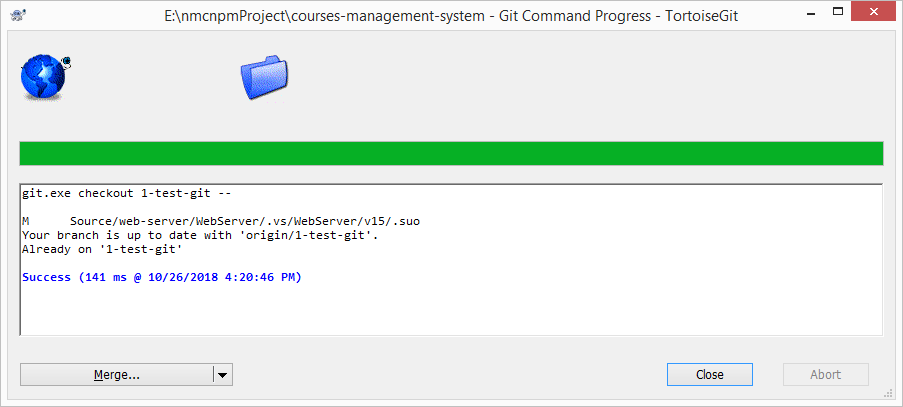 E:\nmcnpmProject\courses-management-system - Git Command Progress - TortoiseGit
git.exe checkout 1-test-git --
M Source/web-server/WebServer/.vs/WebServer/v15/.suo
Your branch is up to date with 'origin/1-test-git'.
Already on '1-test-git'
Success (141 ms @ 10/26/2018 4:20:46 PM)
Merge...
Close
Abort